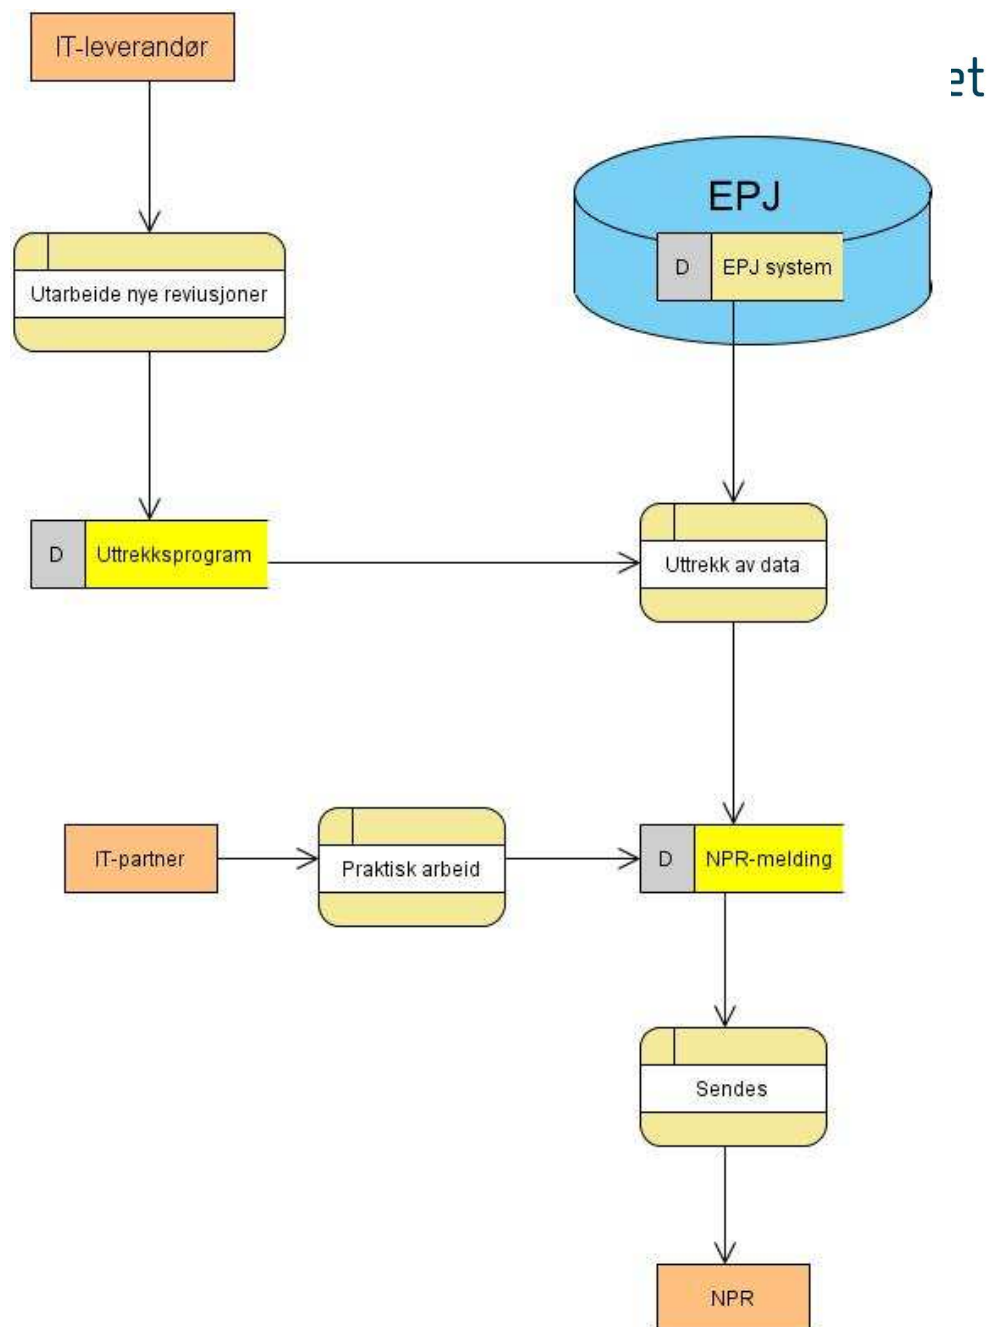 IT-leverandør
et
EPJ
D
EPJ system
Utarbeide nye reviusjoner
D
Uttrekksprogram
Uttrekk av data
IT-partner
Praktisk arbeid
D
NPR-melding
Sendes
NPR